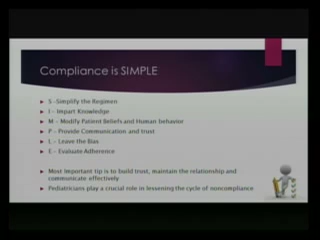 Compliance is SIMPLE
S -Simplify the Regimen
I - Impart Knowledge
M - Modify Patient Beliefs and Human behavior
P - Provide Communication and trust
L - Leave the Bias
E - Evaluate Adherence
Most Important tip is to build trust, maintain the relationship and
communicate effectively
Pediatricians play a crucial role in lessening the cycle of noncompliance